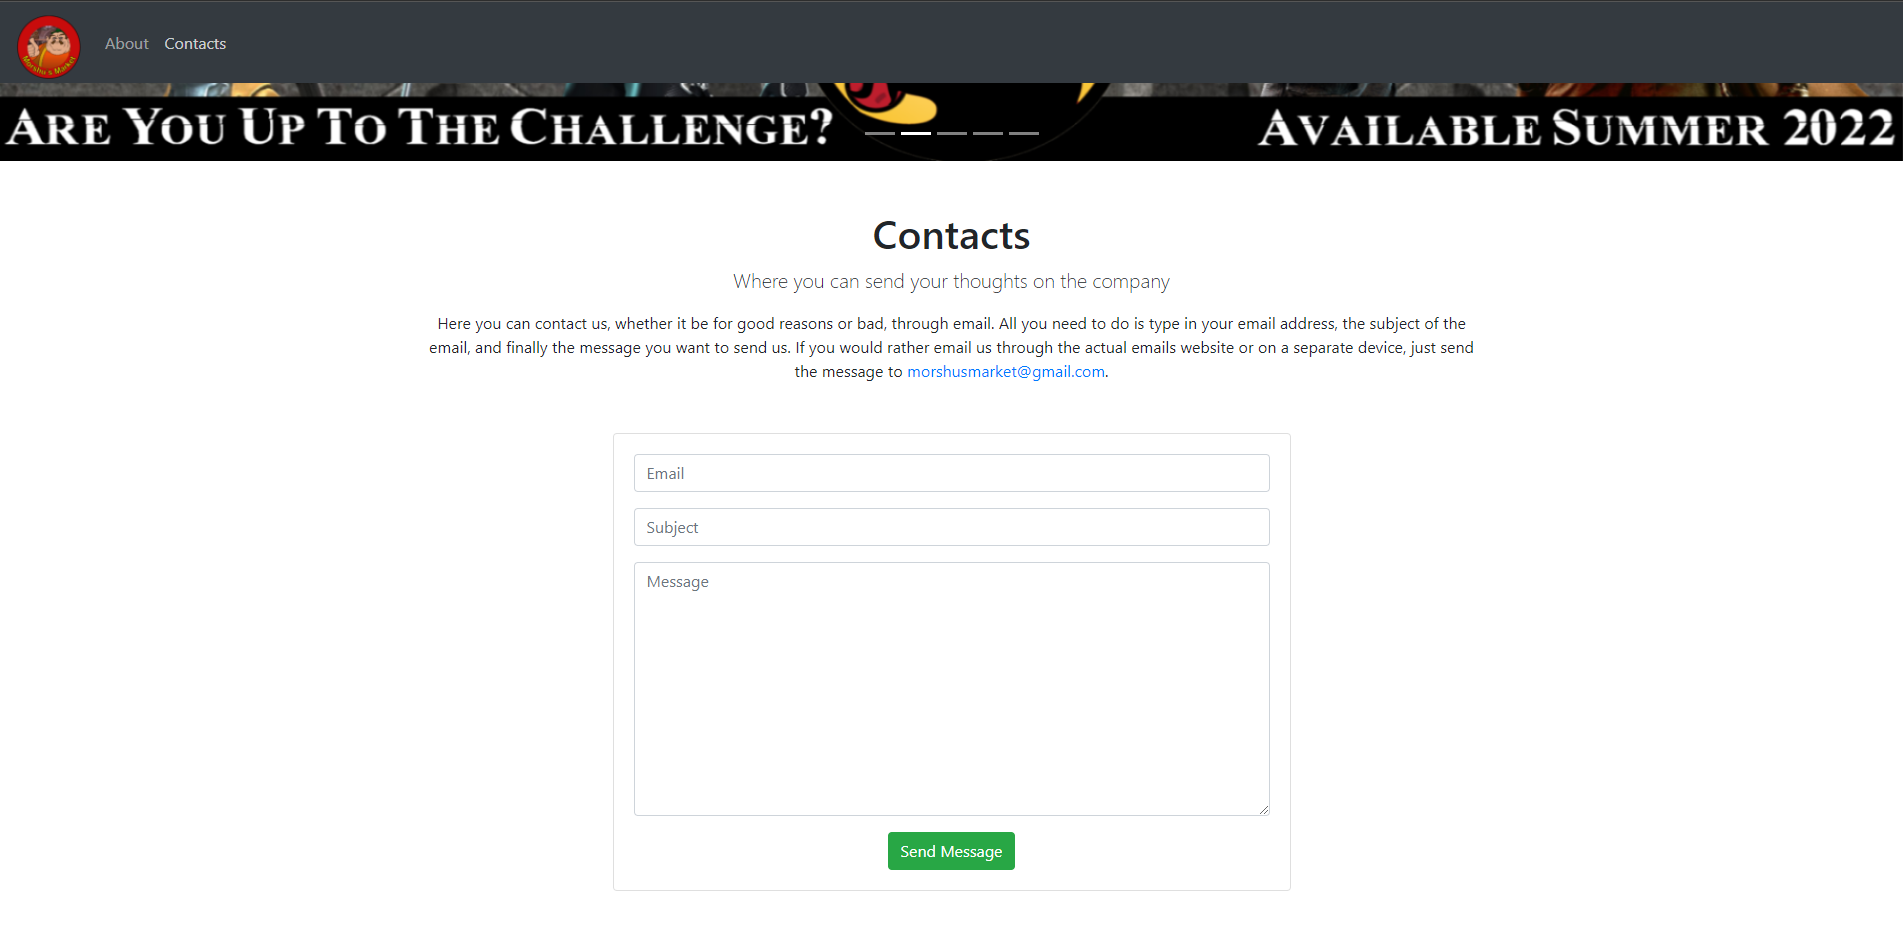 Morshu's Market
About
Contacts
ARE YOU UP TO THE CHALLENGE?
AVAILABLE SUMMER 2022
Contacts
Where you can send your thoughts on the company
Here you can contact us, whether it be for good reasons or bad, through email. All you need to do is type in your email address, the subject of the
email, and finally the message you want to send us. If you would rather email us through the actual emails website or on a separate device, just send
the message to morshusmarket@gmail.com.
Email
Subject
Message
Send Message